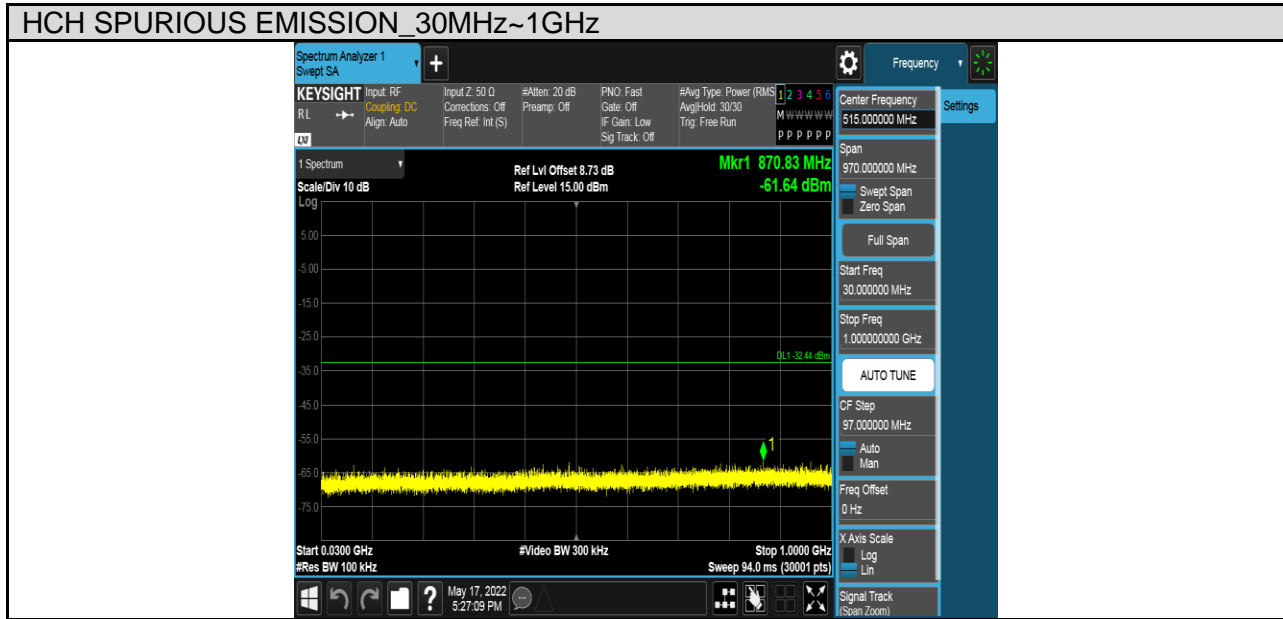 HCH SPURIOUS EMISSION_30MHz~1GHz
Spectrum Analyzer 1
Swept SA
+
Frequency
KEYSIGHT
RL
LXI
Input: RF
Coupling: DC
Align: Auto
Input Z: 50 Ω
Corrections: Off
Freq Ref: Int (S)
#Atten: 20 dB
Preamp: Off
PNO: Fast
Gate: Off
IF Gain: Low
Sig Track: Off
#Avg Type: Power (RMS
Avg|Hold: 30/30
Trig: Free Run
1 2 3 4 5 6
M W W W W W
P P P P P P
1 Spectrum
Scale/Div 10 dB
Log
Ref Lvl Offset 8.73 dB
Ref Level 15.00 dBm
Mkr1 870.83 MHz
-61.64 dBm
5.00
-5.00
-15.0
-25.0
DL1 -32.44 dBm
-35.0
-45.0
-55.0
1
-65.0
-75.0
Start 0.0300 GHz
#Res BW 100 kHz
#Video BW 300 kHz
Stop 1.0000 GHz
Sweep 94.0 ms (30001 pts)
?
May 17, 2022
5:27:09 PM
Center Frequency
515.000000 MHz
Settings
Span
970.000000 MHz
Swept Span
Zero Span
Full Span
Start Freq
30.000000 MHz
Stop Freq
1.000000000 GHz
AUTO TUNE
CF Step
97.000000 MHz
Auto
Man
Freq Offset
0 Hz
X Axis Scale
Log
Lin
Signal Track
(Span Zoom)